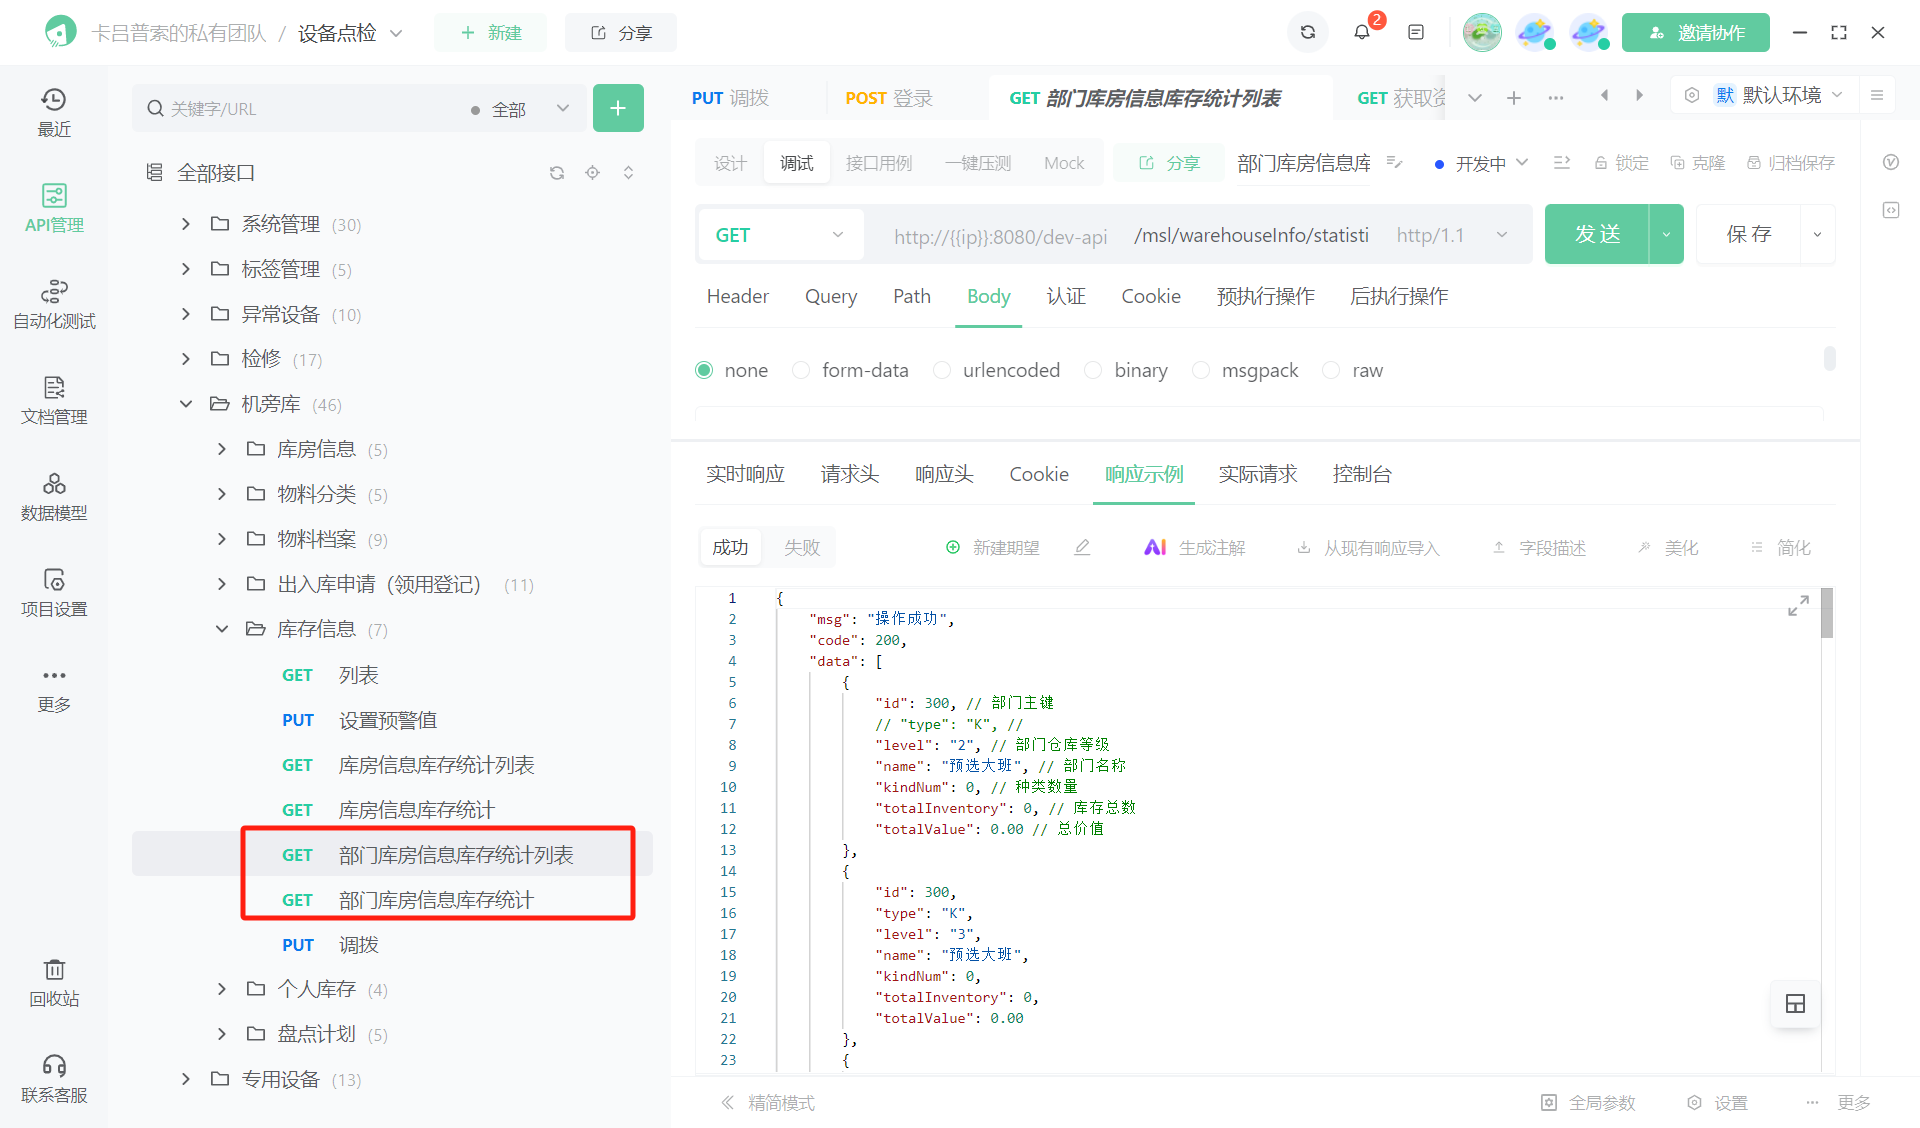 卡吕普索的私有团队 / 设备点检
新建
分享
2
邀请协作
最近
API管理
自动化测试
文档管理
数据模型
项目设置
更多
回收站
联系客服
关键字/URL
全部
全部接口
系统管理 (30)
标签管理 (5)
异常设备 (10)
检修 (17)
机旁库 (46)
库房信息 (5)
物料分类 (5)
物料档案 (9)
出入库申请（领用登记） (11)
库存信息 (7)
GET 列表
PUT 设置预警值
GET 库房信息库存统计列表
GET 库房信息库存统计
GET 部门库房信息库存统计列表
GET 部门库房信息库存统计
PUT 调拨
个人库存 (4)
盘点计划 (5)
专用设备 (13)
PUT 调拨
POST 登录
GET 部门库房信息库存统计列表
GET 获取资
默 默认环境
设计 调试 接口用例 一键压测 Mock
分享
部门库房信息库
开发中
锁定 克隆 归档保存
GET http://{{ip}}:8080/dev-api /msl/warehouseInfo/statisti http/1.1
发送
保存
Header Query Path Body 认证 Cookie 预执行操作 后执行操作
none form-data urlencoded binary msgpack raw
实时响应 请求头 响应头 Cookie 响应示例 实际请求 控制台
成功 失败 新建期望 AI 生成注解 从现有响应导入 字段描述 美化 简化
1 {
2 "msg": "操作成功",
3 "code": 200,
4 "data": [
5 {
6 "id": 300, // 部门主键
7 // "type": "K", //
8 "level": "2", // 部门仓库等级
9 "name": "预选大班", // 部门名称
10 "kindNum": 0, // 种类数量
11 "totalInventory": 0, // 库存总数
12 "totalValue": 0.00 // 总价值
13 },
14 {
15 "id": 300,
16 "type": "K",
17 "level": "3",
18 "name": "预选大班",
19 "kindNum": 0,
20 "totalInventory": 0,
21 "totalValue": 0.00
22 },
23 {
精简模式
全局参数 设置 更多